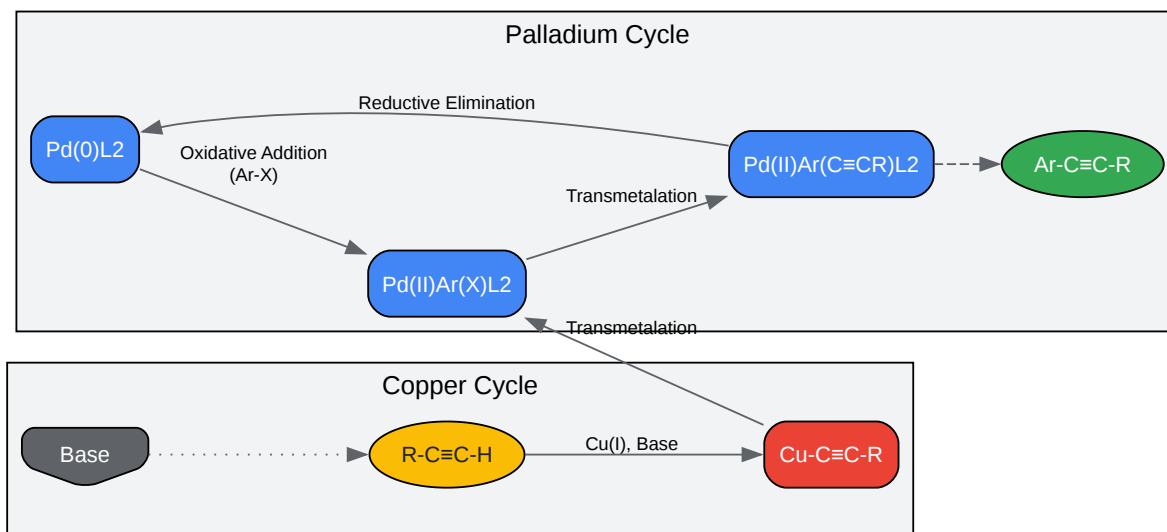 Palladium Cycle
Reductive Elimination
Pd(0)L2
Oxidative Addition
(Ar-X)
Pd(II)Ar(C≡CR)L2
Ar-C≡C-R
Transmetalation
Pd(II)Ar(X)L2
Transmetalation
Copper Cycle
Base
R-C≡C-H
Cu(I), Base
Cu-C≡C-R